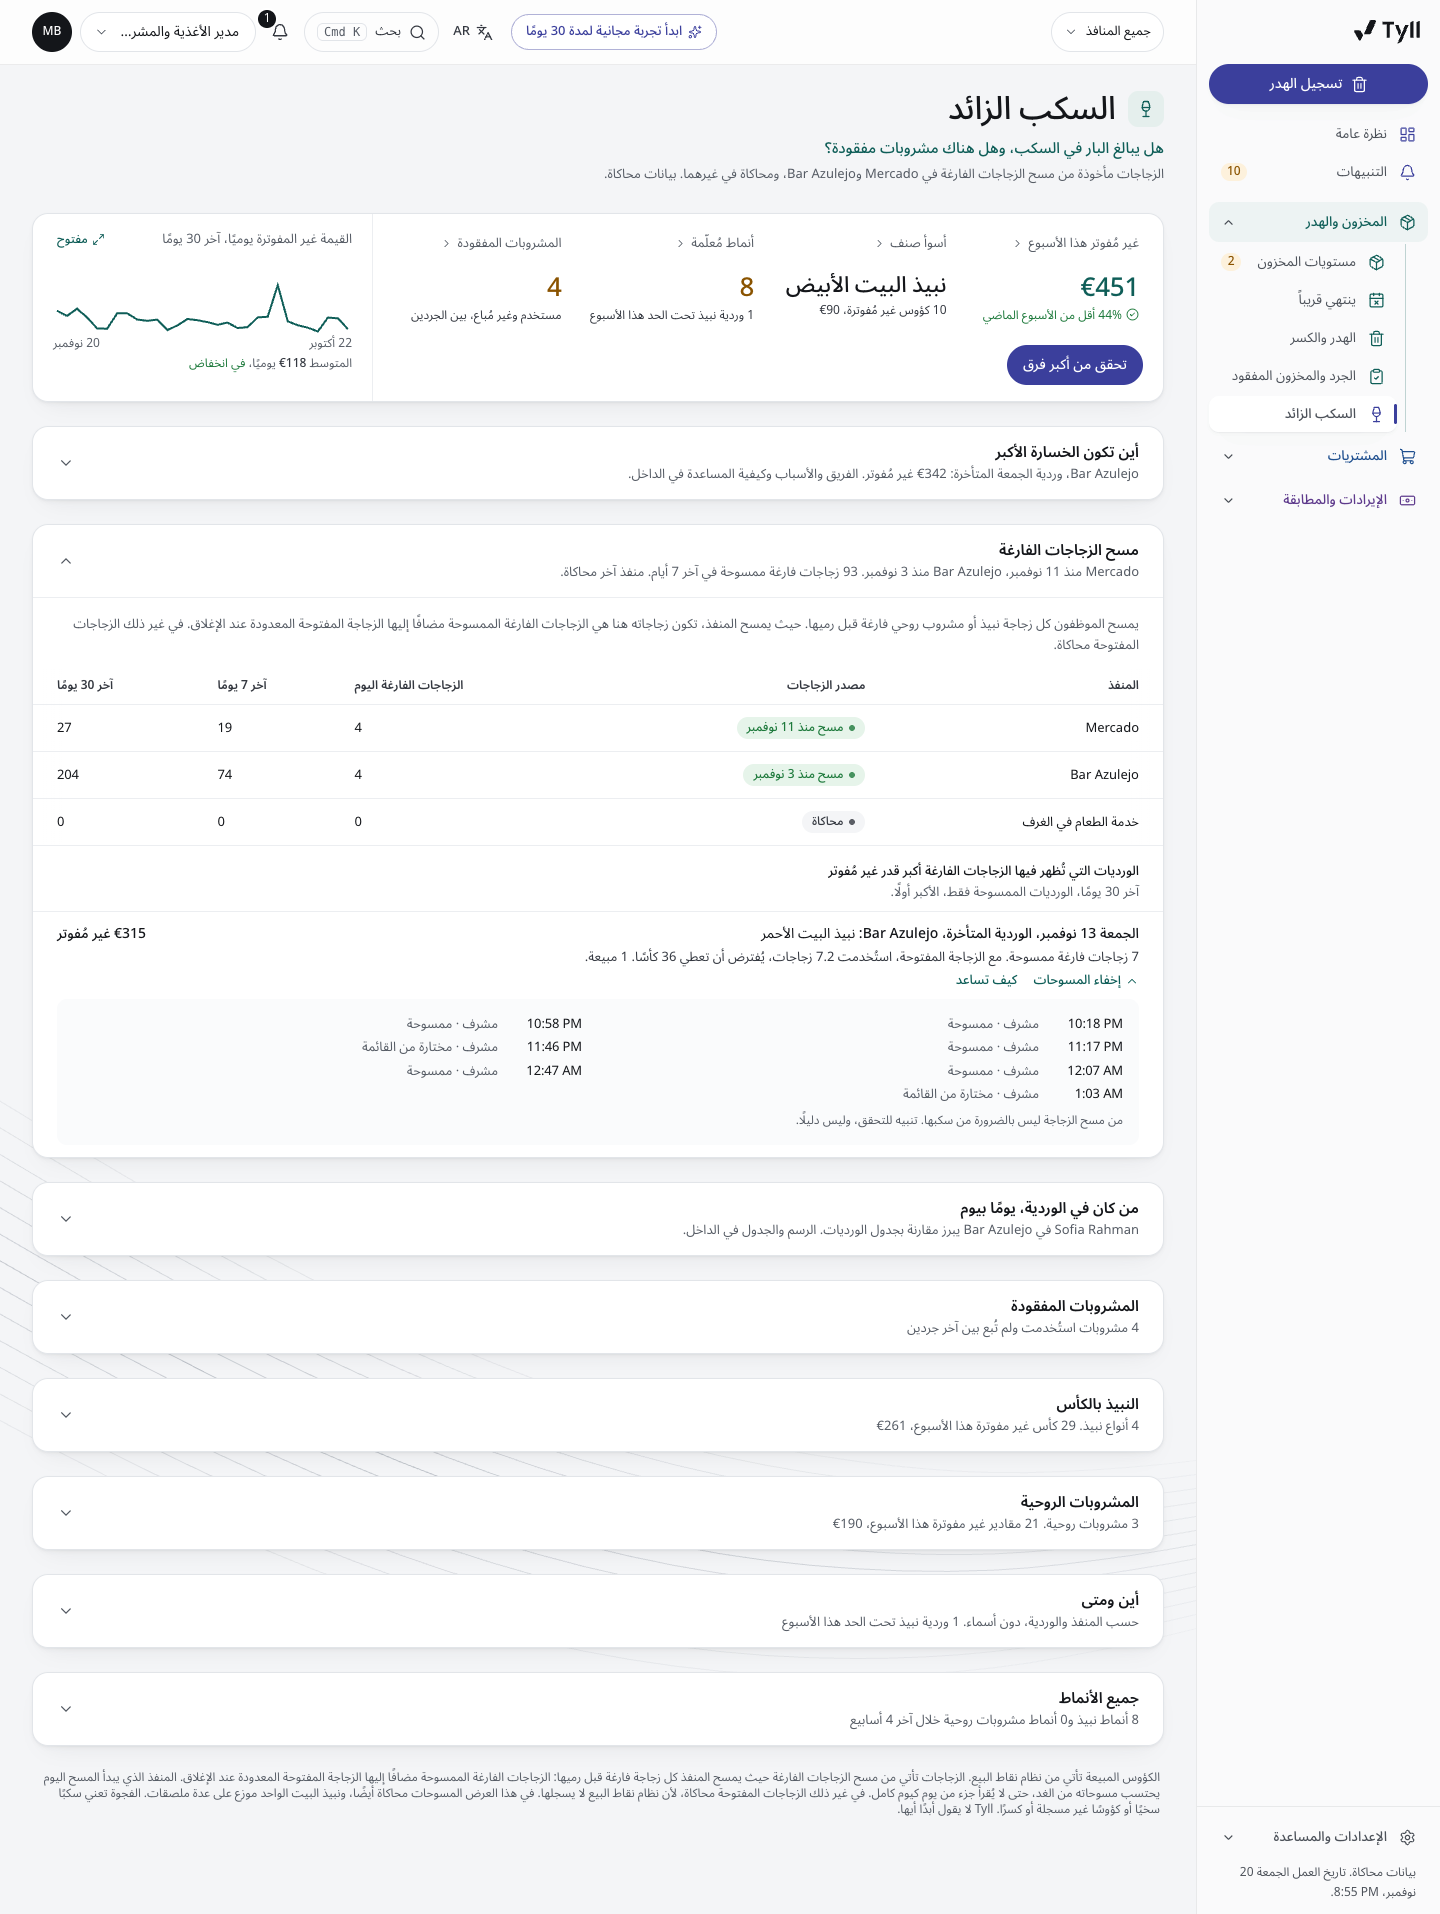 Tyll
تسجيل الهدر
نظرة عامة
التنبيهات
10
المخزون والهدر
مستويات المخزون
2
ينتهي قريباً
الهدر والكسر
الجرد والمخزون المفقود
السكب الزائد
المشتريات
الإيرادات والمطابقة
الإعدادات والمساعدة
بيانات محاكاة. تاريخ العمل الجمعة 20
نوفمبر، 8:55 PM.
جميع المنافذ
ابدأ تجربة مجانية لمدة 30 يومًا
AR
بحث
Cmd K
1
مدير الأغذية والمشر...
MB
السكب الزائد
هل يبالغ البار في السكب، وهل هناك مشروبات مفقودة؟
الزجاجات مأخوذة من مسح الزجاجات الفارغة في Mercado وBar Azulejo، ومحاكاة في غيرهما. بيانات محاكاة.
غير مُفوتر هذا الأسبوع
€451
44% أقل من الأسبوع الماضي
أسوأ صنف
نبيذ البيت الأبيض
10 كؤوس غير مُفوترة، €90
أنماط مُعلّمة
8
1 وردية نبيذ تحت الحد هذا الأسبوع
المشروبات المفقودة
4
مستخدم وغير مُباع، بين الجردين
تحقق من أكبر فرق
القيمة غير المفوترة يوميًا، آخر 30 يومًا
مفتوح
22 أكتوبر
20 نوفمبر
المتوسط €118 يوميًا، في انخفاض
أين تكون الخسارة الأكبر
Bar Azulejo، وردية الجمعة المتأخرة: €342 غير مُفوتر. الفريق والأسباب وكيفية المساعدة في الداخل.
مسح الزجاجات الفارغة
Mercado منذ 11 نوفمبر، Bar Azulejo منذ 3 نوفمبر. 93 زجاجات فارغة ممسوحة في آخر 7 أيام. منفذ آخر محاكاة.
يمسح الموظفون كل زجاجة نبيذ أو مشروب روحي فارغة قبل رميها. حيث يمسح المنفذ، تكون زجاجاته هنا هي الزجاجات الفارغة الممسوحة مضافًا إليها الزجاجة المفتوحة المعدودة عند الإغلاق. في غير ذلك الزجاجات
المفتوحة محاكاة.
المنفذ
مصدر الزجاجات
الزجاجات الفارغة اليوم
آخر 7 يومًا
آخر 30 يومًا
Mercado
مسح منذ 11 نوفمبر
4
19
27
Bar Azulejo
مسح منذ 3 نوفمبر
4
74
204
خدمة الطعام في الغرف
محاكاة
0
0
0
الورديات التي تُظهر فيها الزجاجات الفارغة أكبر قدر غير مُفوتر
آخر 30 يومًا، الورديات الممسوحة فقط، الأكبر أولًا.
الجمعة 13 نوفمبر، الوردية المتأخرة، Bar Azulejo: نبيذ البيت الأحمر
€315 غير مُفوتر
7 زجاجات فارغة ممسوحة. مع الزجاجة المفتوحة، استُخدمت 7.2 زجاجات، يُفترض أن تعطي 36 كأسًا. 1 مبيعة.
إخفاء المسوحات
كيف تساعد
10:18 PM
مشرف · ممسوحة
10:58 PM
مشرف · ممسوحة
11:17 PM
مشرف · ممسوحة
11:46 PM
مشرف · مختارة من القائمة
12:07 AM
مشرف · ممسوحة
12:47 AM
مشرف · ممسوحة
1:03 AM
مشرف · مختارة من القائمة
من مسح الزجاجة ليس بالضرورة من سكبها. تنبيه للتحقق، وليس دليلًا.
من كان في الوردية، يومًا بيوم
Sofia Rahman في Bar Azulejo يبرز مقارنة بجدول الورديات. الرسم والجدول في الداخل.
المشروبات المفقودة
4 مشروبات استُخدمت ولم تُبع بين آخر جردين
النبيذ بالكأس
4 أنواع نبيذ. 29 كأس غير مفوترة هذا الأسبوع، €261
المشروبات الروحية
3 مشروبات روحية. 21 مقادير غير مفوترة هذا الأسبوع، €190
أين ومتى
حسب المنفذ والوردية، دون أسماء. 1 وردية نبيذ تحت الحد هذا الأسبوع
جميع الأنماط
8 أنماط نبيذ و0 أنماط مشروبات روحية خلال آخر 4 أسابيع
الكؤوس المبيعة تأتي من نظام نقاط البيع. الزجاجات تأتي من مسح الزجاجات الفارغة حيث يمسح المنفذ كل زجاجة فارغة قبل رميها: الزجاجات الفارغة الممسوحة مضافًا إليها الزجاجة المفتوحة المعدودة عند الإغلاق. المنفذ الذي يبدأ المسح اليوم
يحتسب مسوحاته من الغد، حتى لا يُقرأ جزء من يوم كيوم كامل. في غير ذلك الزجاجات المفتوحة محاكاة، لأن نظام نقاط البيع لا يسجلها. في هذا العرض المسوحات محاكاة أيضًا، ونبيذ البيت الواحد موزع على عدة ملصقات. الفجوة تعني سكبًا
سخيًا أو كؤوسًا غير مسجلة أو كسرًا. Tyll لا يقول أبدًا أيها.